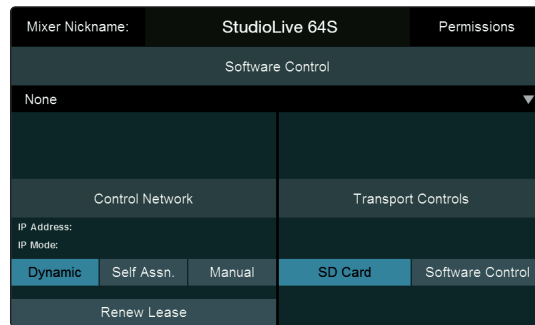 Mixer Nickname: StudioLive 64S Permissions
Software Control
None
Control Network Transport Controls
IP Address:
IP Mode:
Dynamic Self Assn. Manual SD Card Software Control
Renew Lease